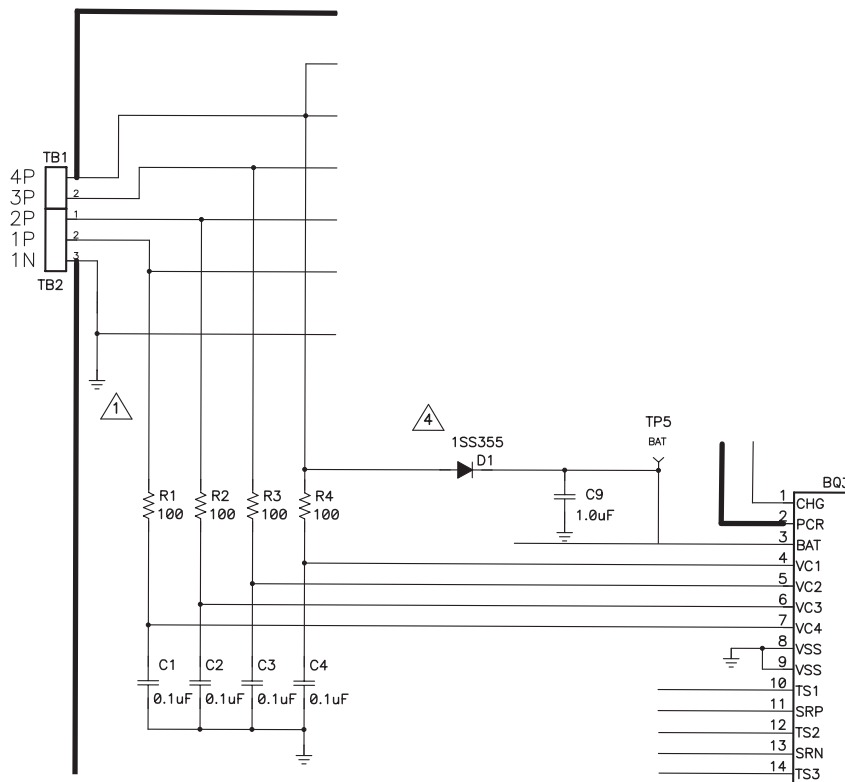 TB1
4P
3P 2
2P 1
1P 2
1N 3
TB2
1
4
1SS355
D1
TP5
BAT
R1
100
R2
100
R3
100
R4
100
C9
1.0uF
BQ3
1 CHG
2 PCR
3 BAT
4 VC1
5 VC2
6 VC3
7 VC4
8 VSS
9 VSS
10 TS1
11 SRP
12 TS2
13 SRN
14 TS3
C1
0.1uF
C2
0.1uF
C3
0.1uF
C4
0.1uF